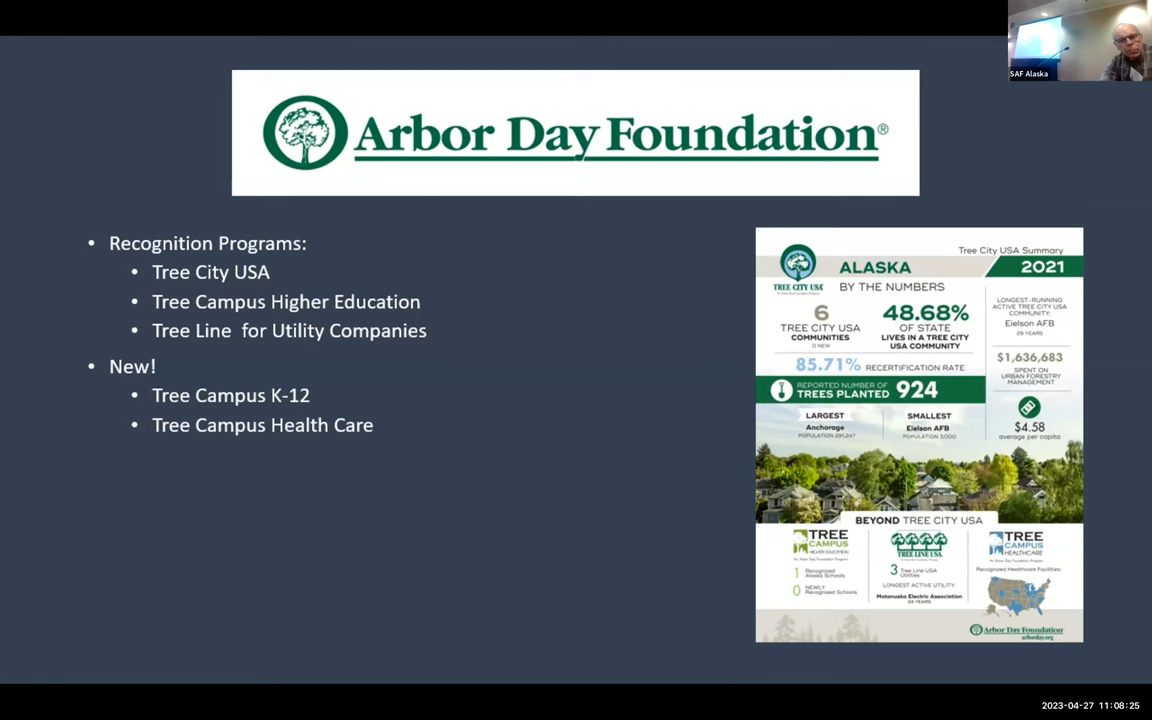 SAF Alaska
Arbor Day Foundation®
• Recognition Programs:
• Tree City USA
• Tree Campus Higher Education
• Tree Line for Utility Companies
• New!
• Tree Campus K-12
• Tree Campus Health Care
Tree City USA Summary
2021
TREE CITY USA
ALASKA
BY THE NUMBERS
6
TREE CITY USA
COMMUNITIES
0 NEW
48.68%
OF STATE
LIVES IN A TREE CITY
USA COMMUNITY
85.71% RECERTIFICATION RATE
REPORTED NUMBER OF
TREES PLANTED 924
LARGEST
Anchorage
POPULATION 291,247
SMALLEST
Eielson AFB
POPULATION 3,000
LONGEST-RUNNING
ACTIVE TREE CITY USA
COMMUNITY:
Eielson AFB
29 YEARS
$1,636,683
SPENT ON
URBAN FORESTRY
MANAGEMENT
$4.58
average per capita
BEYOND TREE CITY USA
TREE
CAMPUS
HIGHER EDUCATION
An Arbor Day Foundation Program
1 Recognized
Alaska Schools
0 NEWLY
Recognized Schools
TREE LINE USA
3 Tree Line USA
Utilities
LONGEST ACTIVE UTILITY:
Matanuska Electric Association
24 YEARS
TREE
CAMPUS
HEALTHCARE
An Arbor Day Foundation Program
Recognized Healthcare Facilities
Arbor Day Foundation
arborday.org
2023-04-27 11:08:25